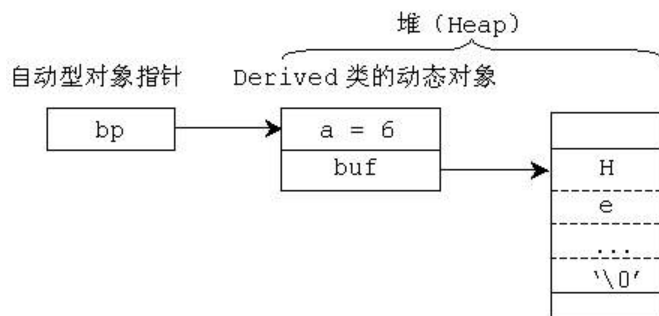 堆（Heap）
自动型对象指针
Derived 类的动态对象
bp
a = 6
buf
H
e
...
‘\0’